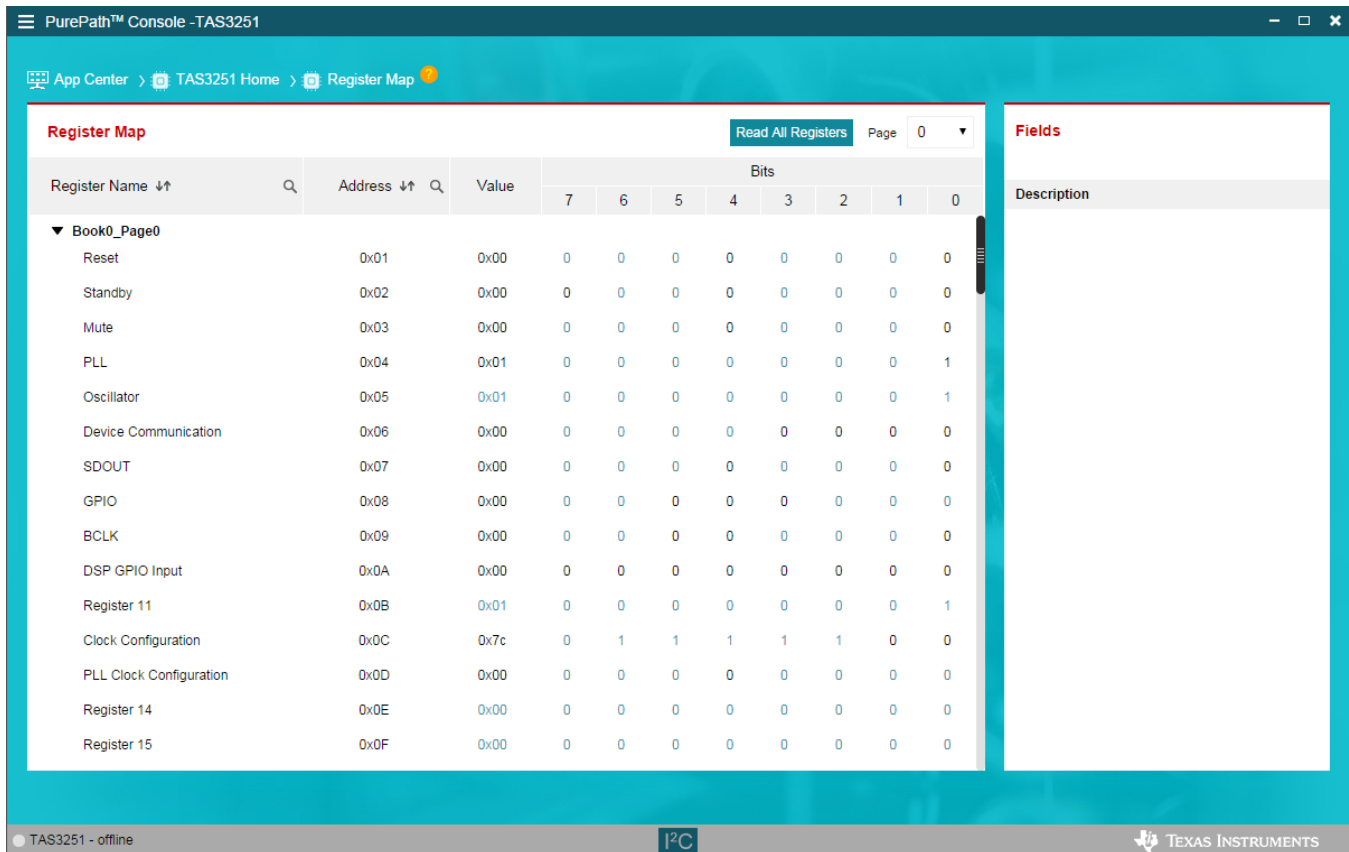 PurePath™ Console -TAS3251
App Center > TAS3251 Home > Register Map ?
Register Map
Read All Registers Page 0
Fields
Register Name Address Value Bits
7 6 5 4 3 2 1 0
Description
Book0_Page0
Reset 0x01 0x00 0 0 0 0 0 0 0 0
Standby 0x02 0x00 0 0 0 0 0 0 0 0
Mute 0x03 0x00 0 0 0 0 0 0 0 0
PLL 0x04 0x01 0 0 0 0 0 0 0 1
Oscillator 0x05 0x01 0 0 0 0 0 0 0 1
Device Communication 0x06 0x00 0 0 0 0 0 0 0 0
SDOUT 0x07 0x00 0 0 0 0 0 0 0 0
GPIO 0x08 0x00 0 0 0 0 0 0 0 0
BCLK 0x09 0x00 0 0 0 0 0 0 0 0
DSP GPIO Input 0x0A 0x00 0 0 0 0 0 0 0 0
Register 11 0x0B 0x01 0 0 0 0 0 0 0 1
Clock Configuration 0x0C 0x7c 0 1 1 1 1 1 0 0
PLL Clock Configuration 0x0D 0x00 0 0 0 0 0 0 0 0
Register 14 0x0E 0x00 0 0 0 0 0 0 0 0
Register 15 0x0F 0x00 0 0 0 0 0 0 0 0
TAS3251 - offline
I²C
TEXAS INSTRUMENTS